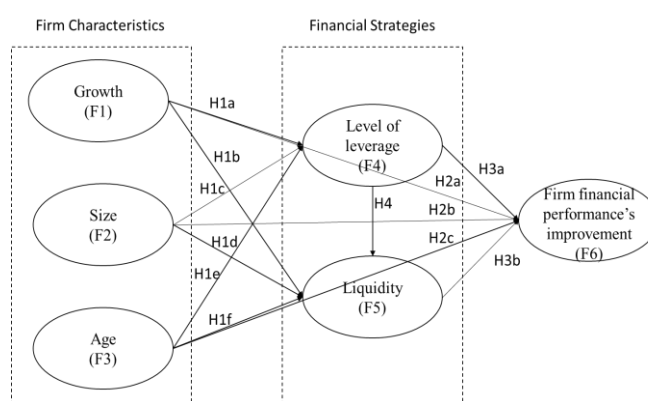 Firm Characteristics
Financial Strategies
Growth
(F1)
H1a
Level of
leverage
(F4)
H3a
H1b
H1c
H2a
Firm financial
performance's
improvement
(F6)
Size
(F2)
H4
H2b
H1d
H2c
H1e
Liquidity
(F5)
H3b
H1f
Age
(F3)